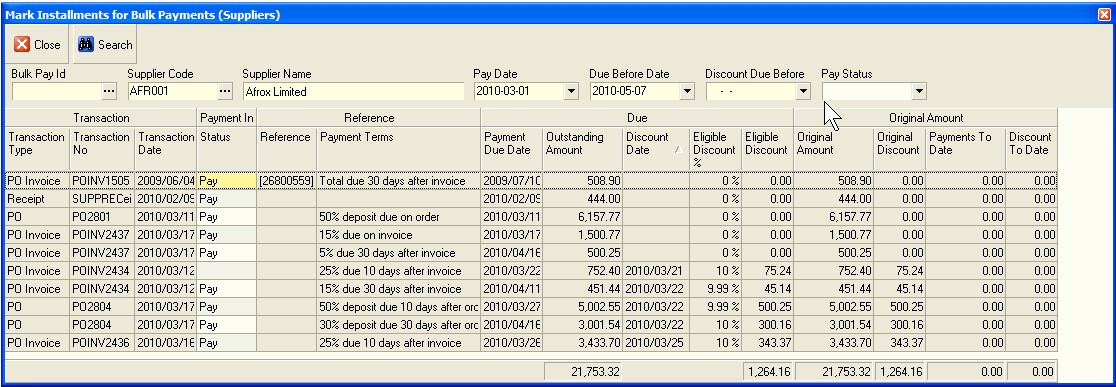 Mark Installments for Bulk Payments (Suppliers)
Close Search
Bulk Pay Id Supplier Code Supplier Name Pay Date Due Before Date Discount Due Before Pay Status
... AFR001 ... Afrox Limited 2010-03-01 2010-05-07 - -
Transaction Payment In Reference Due Original Amount
Transaction Type Transaction No Transaction Date Status Reference Payment Terms Payment Due Date Outstanding Amount Discount Date Eligible Discount % Eligible Discount Original Amount Original Discount Payments To Date Discount To Date
PO Invoice POINV1505 2009/06/04 Pay [26800559] Total due 30 days after invoice 2009/07/10 508.90 0 % 0.00 508.90 0.00 0.00 0.00
Receipt SUPPRECei 2010/02/09 Pay 2010/02/09 444.00 0 % 0.00 444.00 0.00 0.00 0.00
PO PO2801 2010/03/11 Pay 50% deposit due on order 2010/03/11 6,157.77 0 % 0.00 6,157.77 0.00 0.00 0.00
PO Invoice POINV2437 2010/03/17 Pay 15% due on invoice 2010/03/17 1,500.77 0 % 0.00 1,500.77 0.00 0.00 0.00
PO Invoice POINV2437 2010/03/17 Pay 5% due 30 days after invoice 2010/04/16 500.25 0 % 0.00 500.25 0.00 0.00 0.00
PO Invoice POINV2434 2010/03/12 25% due 10 days after invoice 2010/03/22 752.40 2010/03/21 10 % 75.24 752.40 75.24 0.00 0.00
PO Invoice POINV2434 2010/03/12 Pay 15% due 30 days after invoice 2010/04/11 451.44 2010/03/22 9.99 % 45.14 451.44 45.14 0.00 0.00
PO PO2804 2010/03/17 Pay 50% deposit due 10 days after orc 2010/03/27 5,002.55 2010/03/22 9.99 % 500.25 5,002.55 500.25 0.00 0.00
PO PO2804 2010/03/17 Pay 30% deposit due 30 days after orc 2010/04/16 3,001.54 2010/03/22 10 % 300.16 3,001.54 300.16 0.00 0.00
PO Invoice POINV2436 2010/03/16 Pay 25% due 10 days after invoice 2010/03/26 3,433.70 2010/03/25 10 % 343.37 3,433.70 343.37 0.00 0.00
21,753.32 1,264.16 21,753.32 1,264.16 0.00 0.00